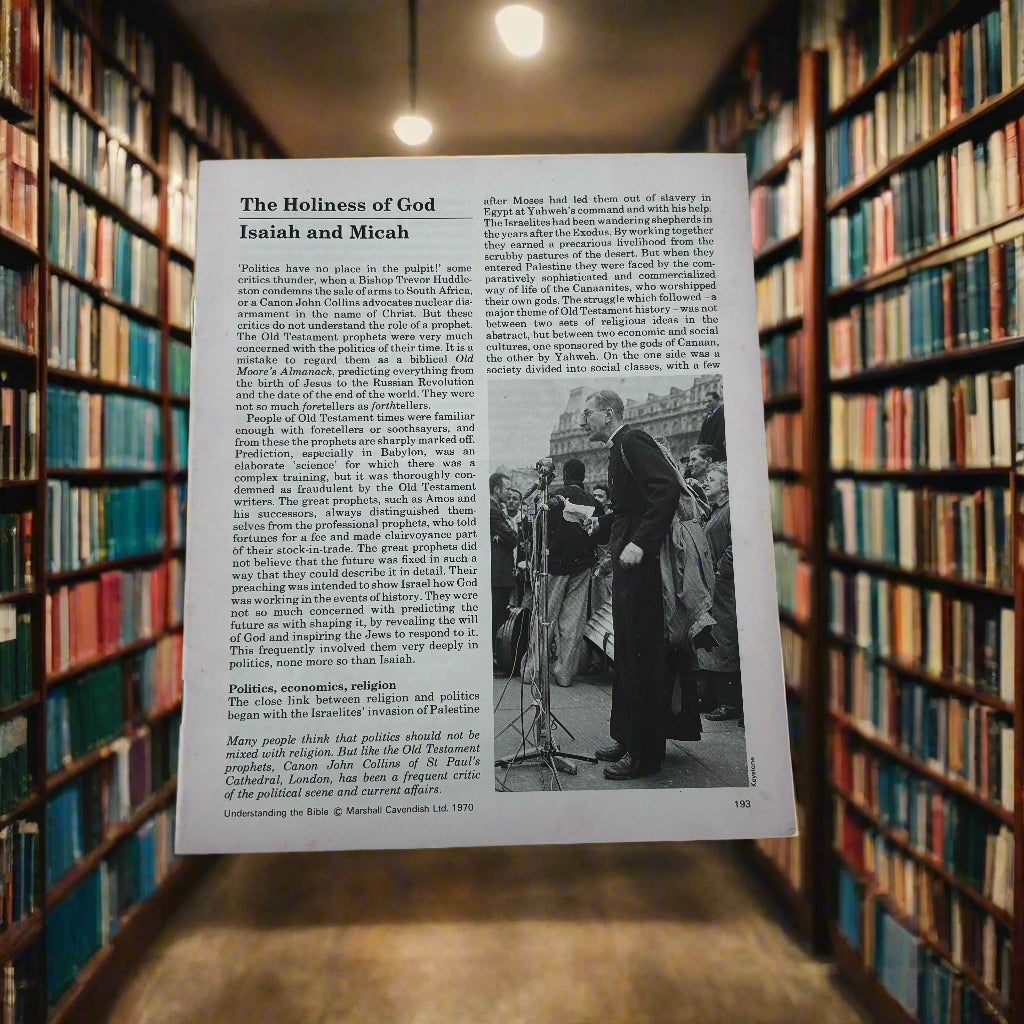 The Holiness of God
Isaiah and Micah
'Politics have no place in the pulpit!' some
critics thunder, when a Bishop Trevor Huddle-
ston condemns the sale of arms to South Africa,
or a Canon John Collins advocates nuclear dis-
armament in the name of Christ. But these
critics do not understand the role of a prophet.
The Old Testament prophets were very much
concerned with the politics of their time. It is a
mistake to regard them as a biblical Old
Moore's Almanack, predicting everything from
the birth of Jesus to the Russian Revolution
and the date of the end of the world. They were
not so much foretellers as forthtellers.
People of Old Testament times were familiar
enough with foretellers or soothsayers, and
from these the prophets are sharply marked off.
Prediction, especially in Babylon, was an
elaborate 'science' for which there was a
complex training, but it was thoroughly con-
demned as fraudulent by the Old Testament
writers. The great prophets, such as Amos and
his successors, always distinguished them-
selves from the professional prophets, who told
fortunes for a fee and made clairvoyance part
of their stock-in-trade. The great prophets did
not believe that the future was fixed in such a
way that they could describe it in detail. Their
preaching was intended to show Israel how God
was working in the events of history. They were
not so much concerned with predicting the
future as with shaping it, by revealing the will
of God and inspiring the Jews to respond to it.
This frequently involved them very deeply in
politics, none more so than Isaiah.
Politics, economics, religion
The close link between religion and politics
began with the Israelites' invasion of Palestine
Many people think that politics should not be
mixed with religion. But like the Old Testament
prophets, Canon John Collins of St Paul's
Cathedral, London, has been a frequent critic
of the political scene and current affairs.
Understanding the Bible © Marshall Cavendish Ltd. 1970
after Moses had led them out of slavery in
Egypt at Yahweh's command and with his help.
The Israelites had been wandering shepherds in
the years after the Exodus. By working together
they earned a precarious livelihood from the
scrubby pastures of the desert. But when they
entered Palestine they were faced by the com-
paratively sophisticated and commercialized
way of life of the Canaanites, who worshipped
their own gods. The struggle which followed – a
major theme of Old Testament history – was not
between two sets of religious ideas in the
abstract, but between two economic and social
cultures, one sponsored by the gods of Canaan,
the other by Yahweh. On the one side was a
society divided into social classes, with a few
Keystone
193